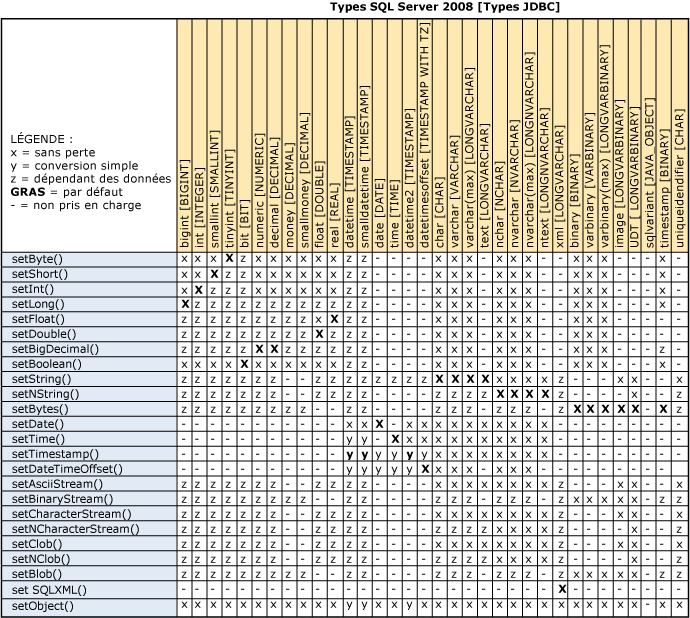 Types SQL Server 2008 [Types JDBC]
LÉGENDE :
x = sans perte
y = conversion simple
z = dépendant des données
GRAS = par défaut
- = non pris en charge
bigint [BIGINT]
int [INTEGER]
smallint [SMALLINT]
tinyint [TINYINT]
bit [BIT]
numeric [NUMERIC]
decimal [DECIMAL]
money [DECIMAL]
smallmoney [DECIMAL]
float [DOUBLE]
real [REAL]
datetime [TIMESTAMP]
smalldatetime [TIMESTAMP]
date [DATE]
time [TIME]
datetime2 [TIMESTAMP]
datetimesoffset [TIMESTAMP WITH TZ]
char [CHAR]
varchar [VARCHAR]
varchar(max) [LONGVARCHAR]
text [LONGVARCHAR]
nchar [NCHAR]
nvarchar [NVARCHAR]
nvarchar(max) [LONGNVARCHAR]
ntext [LOGNVARCHAR]
xml [LONGVARCHAR]
binary [BINARY]
varbinary [VARBINARY]
varbinary(max) [LONGVARBINARY]
image [LONGVARBINARY]
UDT [ LONGVARBINARY]
sqlvariant [JAVA_OBJECT]
timestamp [BINARY]
uniqueidendifier [CHAR]
setByte() x x x X z x x x x x x z z - - - - x x x - x x x - - x x x - - - x -
setShort() x x X x z x x x x x x z z - - - - x x x - x x x - - x x x - - - x -
setInt() x X x x z x x x x x x z z - - - - x x x - x x x - - x x x - - - x -
setLong() X z z z z x x x x z z z z - - - - x x x - x x x - - x x x - - - x -
setFloat() z z z z z z z z z x X z z - - - - x x x - x x x - - x x x - - - - -
setDouble() z z z z z z z z z X z z z - - - - x x x - x x x - - x x x - - - - -
setBigDecimal() z z z z z X X z z z z z z - - - - x x x - x x x - - x x x - - - z -
setBoolean() x x x x X x x x x x x z z - - - - x x x - x x x - - x x x - - - x -
setString() z z z z z z z - - z z z z z z z z X X X X x x x x z
setNString() z z z z z z z - - z z z z z z z z z z z z X X X X x
setBytes() z z z z z z z z z - - z z - - - - z z z z z z z z z X X X X X - X z
setDate() - - - - - - - - - - - x x X - x x x x x x x x x x - - - - - - - - -
setTime() - - - - - - - - - - - y y - X x x x x x x x x x x - - - - - - - - -
setTimestamp() - - - - - - - - - - - y y y y y y x x x x x x x x - - - - - - - - -
setDateTimeOffset() - - - - - - - - - - - y y y y y X x x x - x x x - - - - - - - - - -
setAsciiStream()
setBinaryStream()
setCharacterStream()
setNCharacterStream()
setClob()
setNClob()
setBlob()
set SQLXML() - - - - - - - - - - - - - - - - - - - - - - - - - X - - - - - - - -
setObject() x x x x x x x x x x x y y x x y x x x x x x x x x x x x x x x - x x